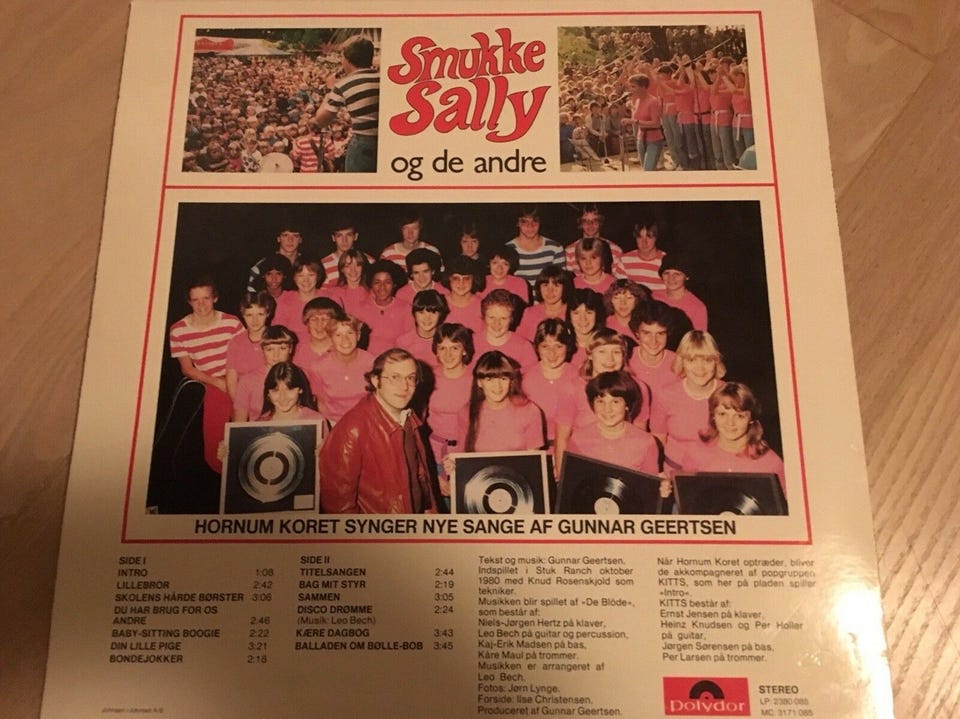 Smukke
Sally
og de andre
HORNUM KORET SYNGER NYE SANGE AF GUNNAR GEERTSEN
SIDE I
INTRO 1:08
LILLEBROR 2:42
SKOLENS HÅRDE BØRSTER 3:06
DU HAR BRUG FOR OS
ANDRE 2:46
BABY-SITTING BOOGIE 2:22
DIN LILLE PIGE 3:21
BONDEJOKKER 2:18
SIDE II
TITELSANGEN 2:44
BAG MIT STYR 2:19
SAMMEN 3:05
DISCO DRØMME 2:24
(Musik: Leo Bech)
KÆRE DAGBOG 3:43
BALLADEN OM BØLLE-BOB 3:45
Tekst og musik: Gunnar Geertsen.
Indspillet i Stuk Ranch oktober
1980 med Knud Rosenskjold som
tekniker.
Musikken blir spillet af »De Blöde«,
som består af:
Niels-Jørgen Hertz på klaver,
Leo Bech på guitar og percussion,
Kaj-Erik Madsen på bas,
Kåre Maul på trommer.
Musikken er arrangeret af
Leo Bech.
Fotos: Jørn Lynge.
Forside: Ilse Christensen.
Produceret af Gunnar Geertsen.
Når Hornum Koret optræder, bliver
de akkompagneret af popgruppen
KITTS, som her på pladen spiller
»Intro«.
KITTS består af:
Ernst Jensen på klaver,
Heinz Knudsen og Per Høller
på guitar,
Jørgen Sørensen på bas,
Per Larsen på trommer.
polydor
STEREO
LP: 2380 085
MC: 3171 085